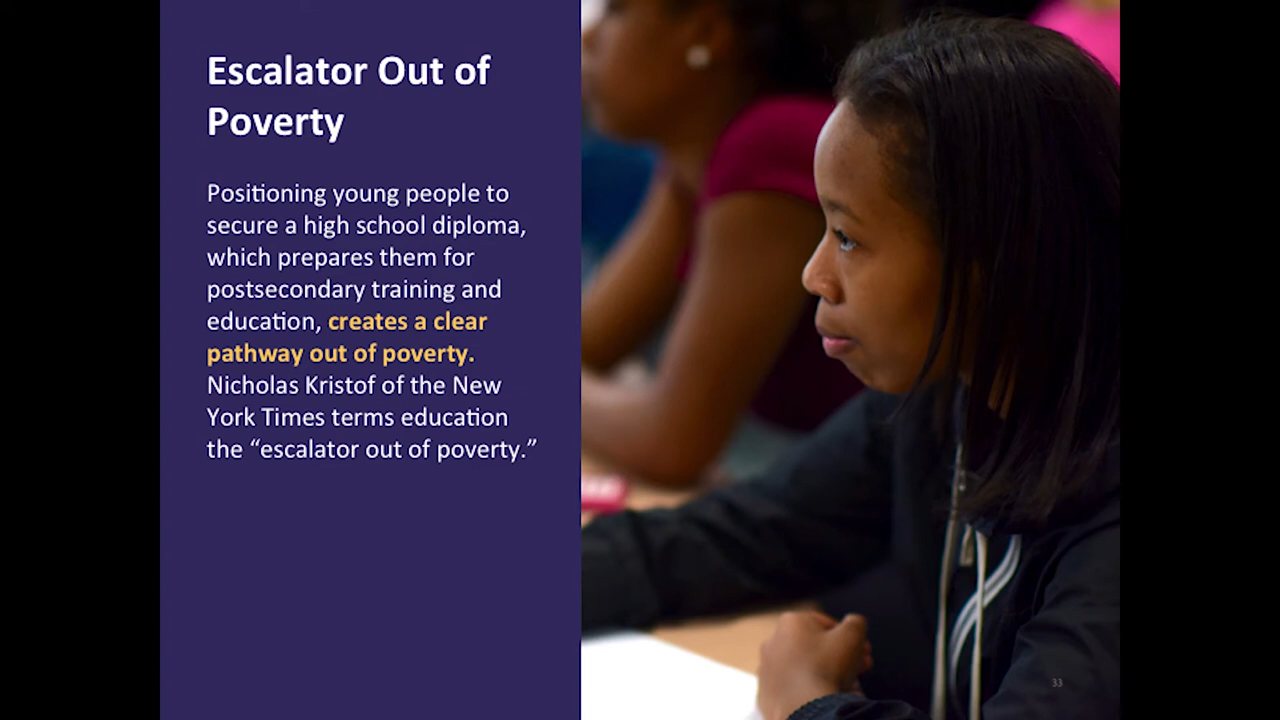 Escalator Out of
Poverty
Positioning young people to
secure a high school diploma,
which prepares them for
postsecondary training and
education, creates a clear
pathway out of poverty.
Nicholas Kristof of the New
York Times terms education
the “escalator out of poverty.”
33